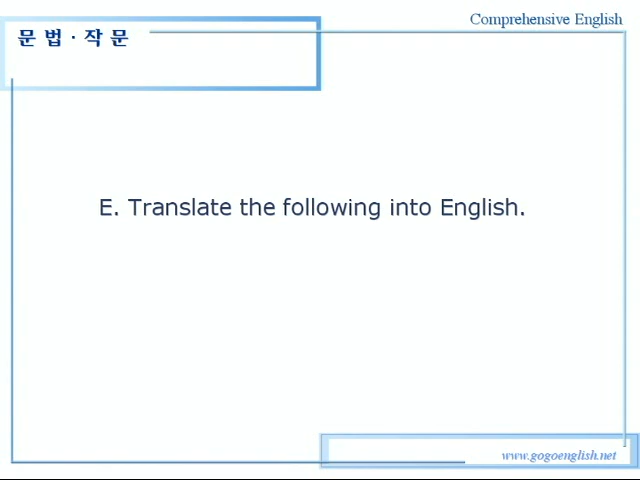 Comprehensive English
문 법 · 작 문
E. Translate the following into English.
www.gogoenglish.net